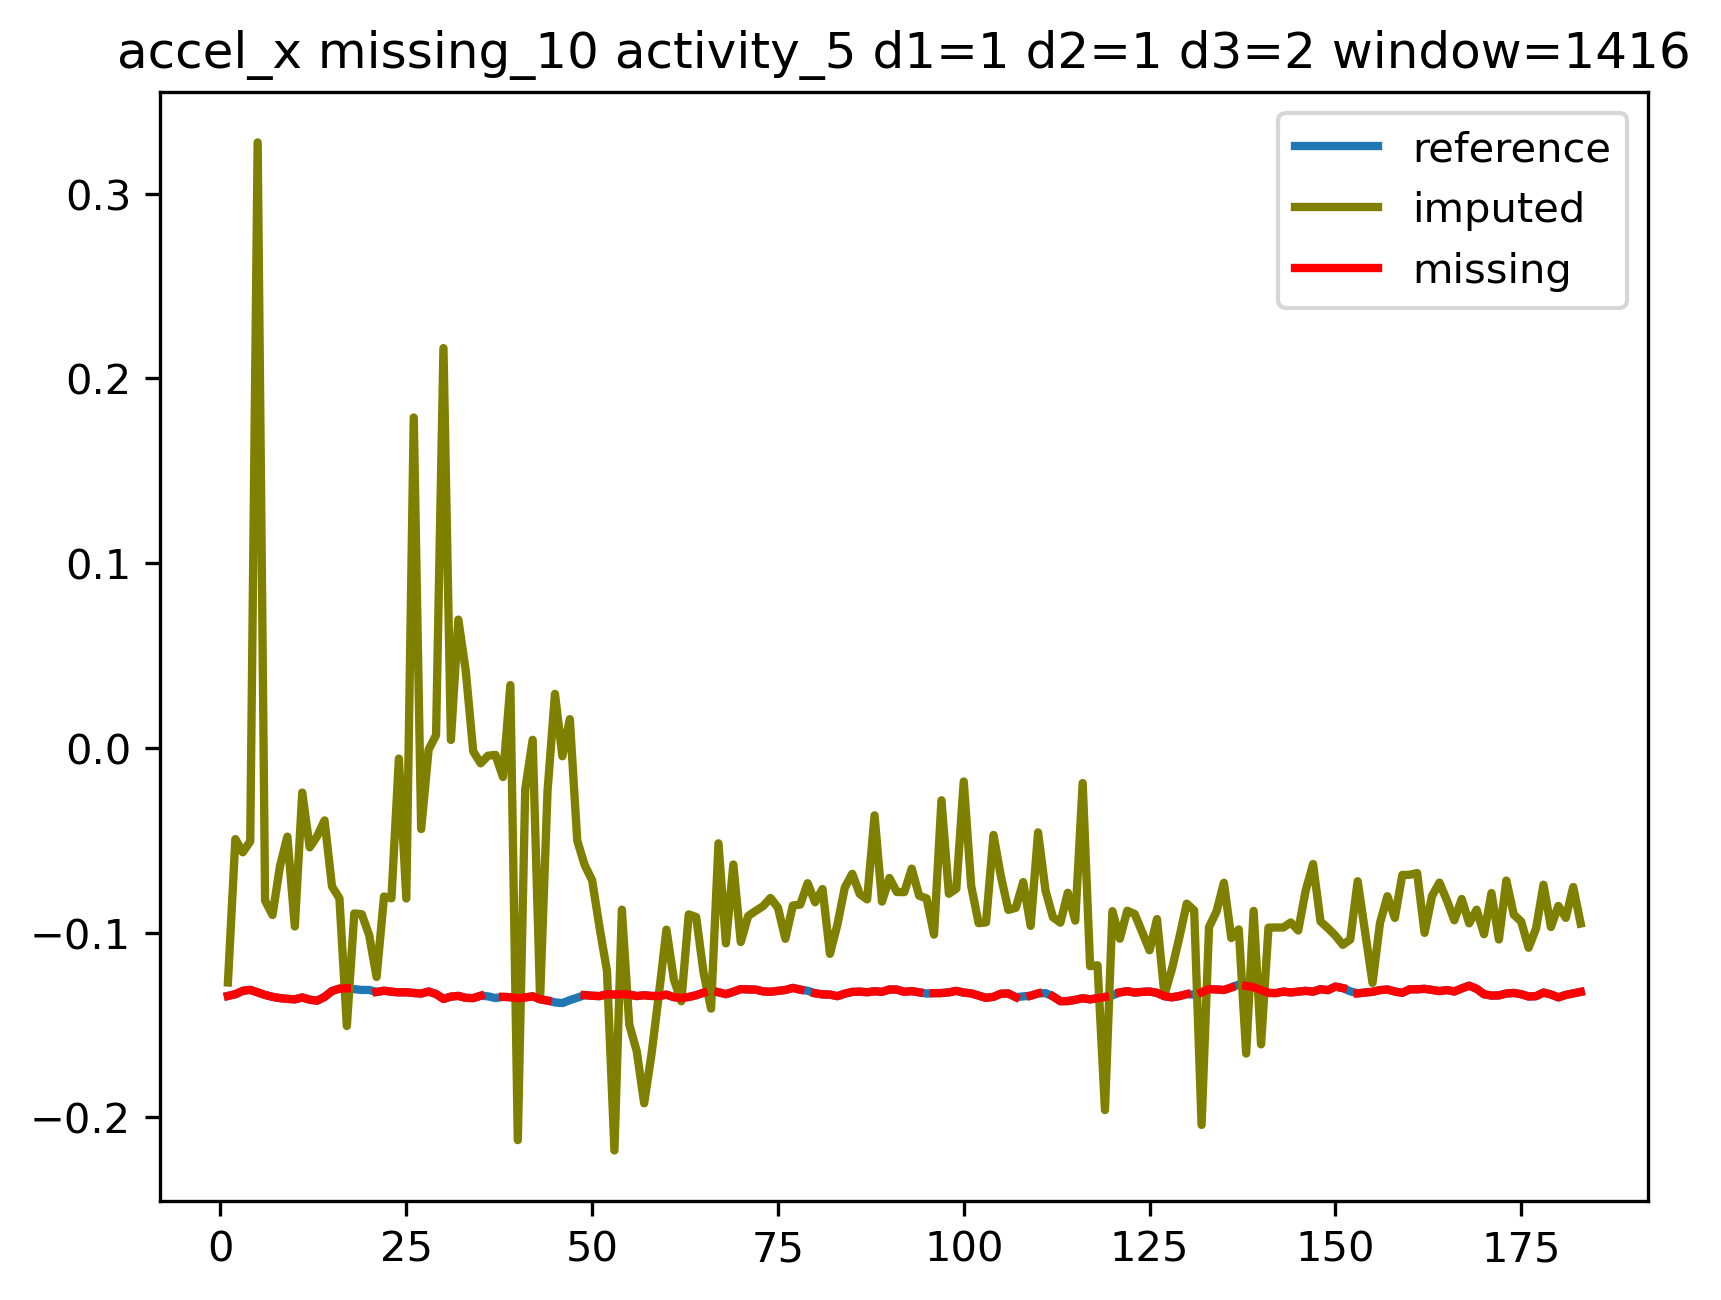 accel_x missing_10 activity_5 d1=1 d2=1 d3=2 window=1416
reference
imputed
missing
0.3
0.2
0.1
0.0
−0.1
−0.2
0 25 50 75 100 125 150 175